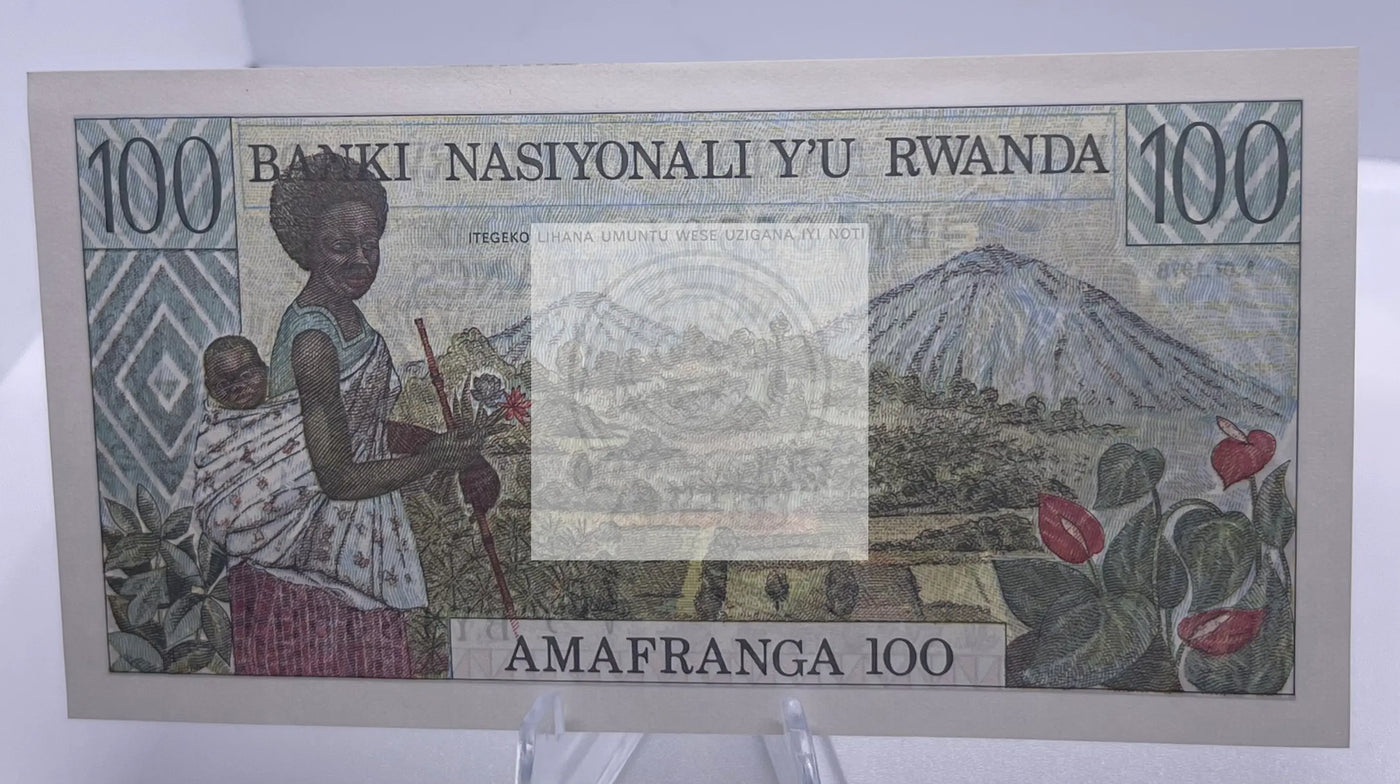 100 BANKI NASIYONALI Y'U RWANDA 100
ITEGEKO LIHANA UMUNTU WESE UZIGANA IYI NOTI
AMAFRANGA 100